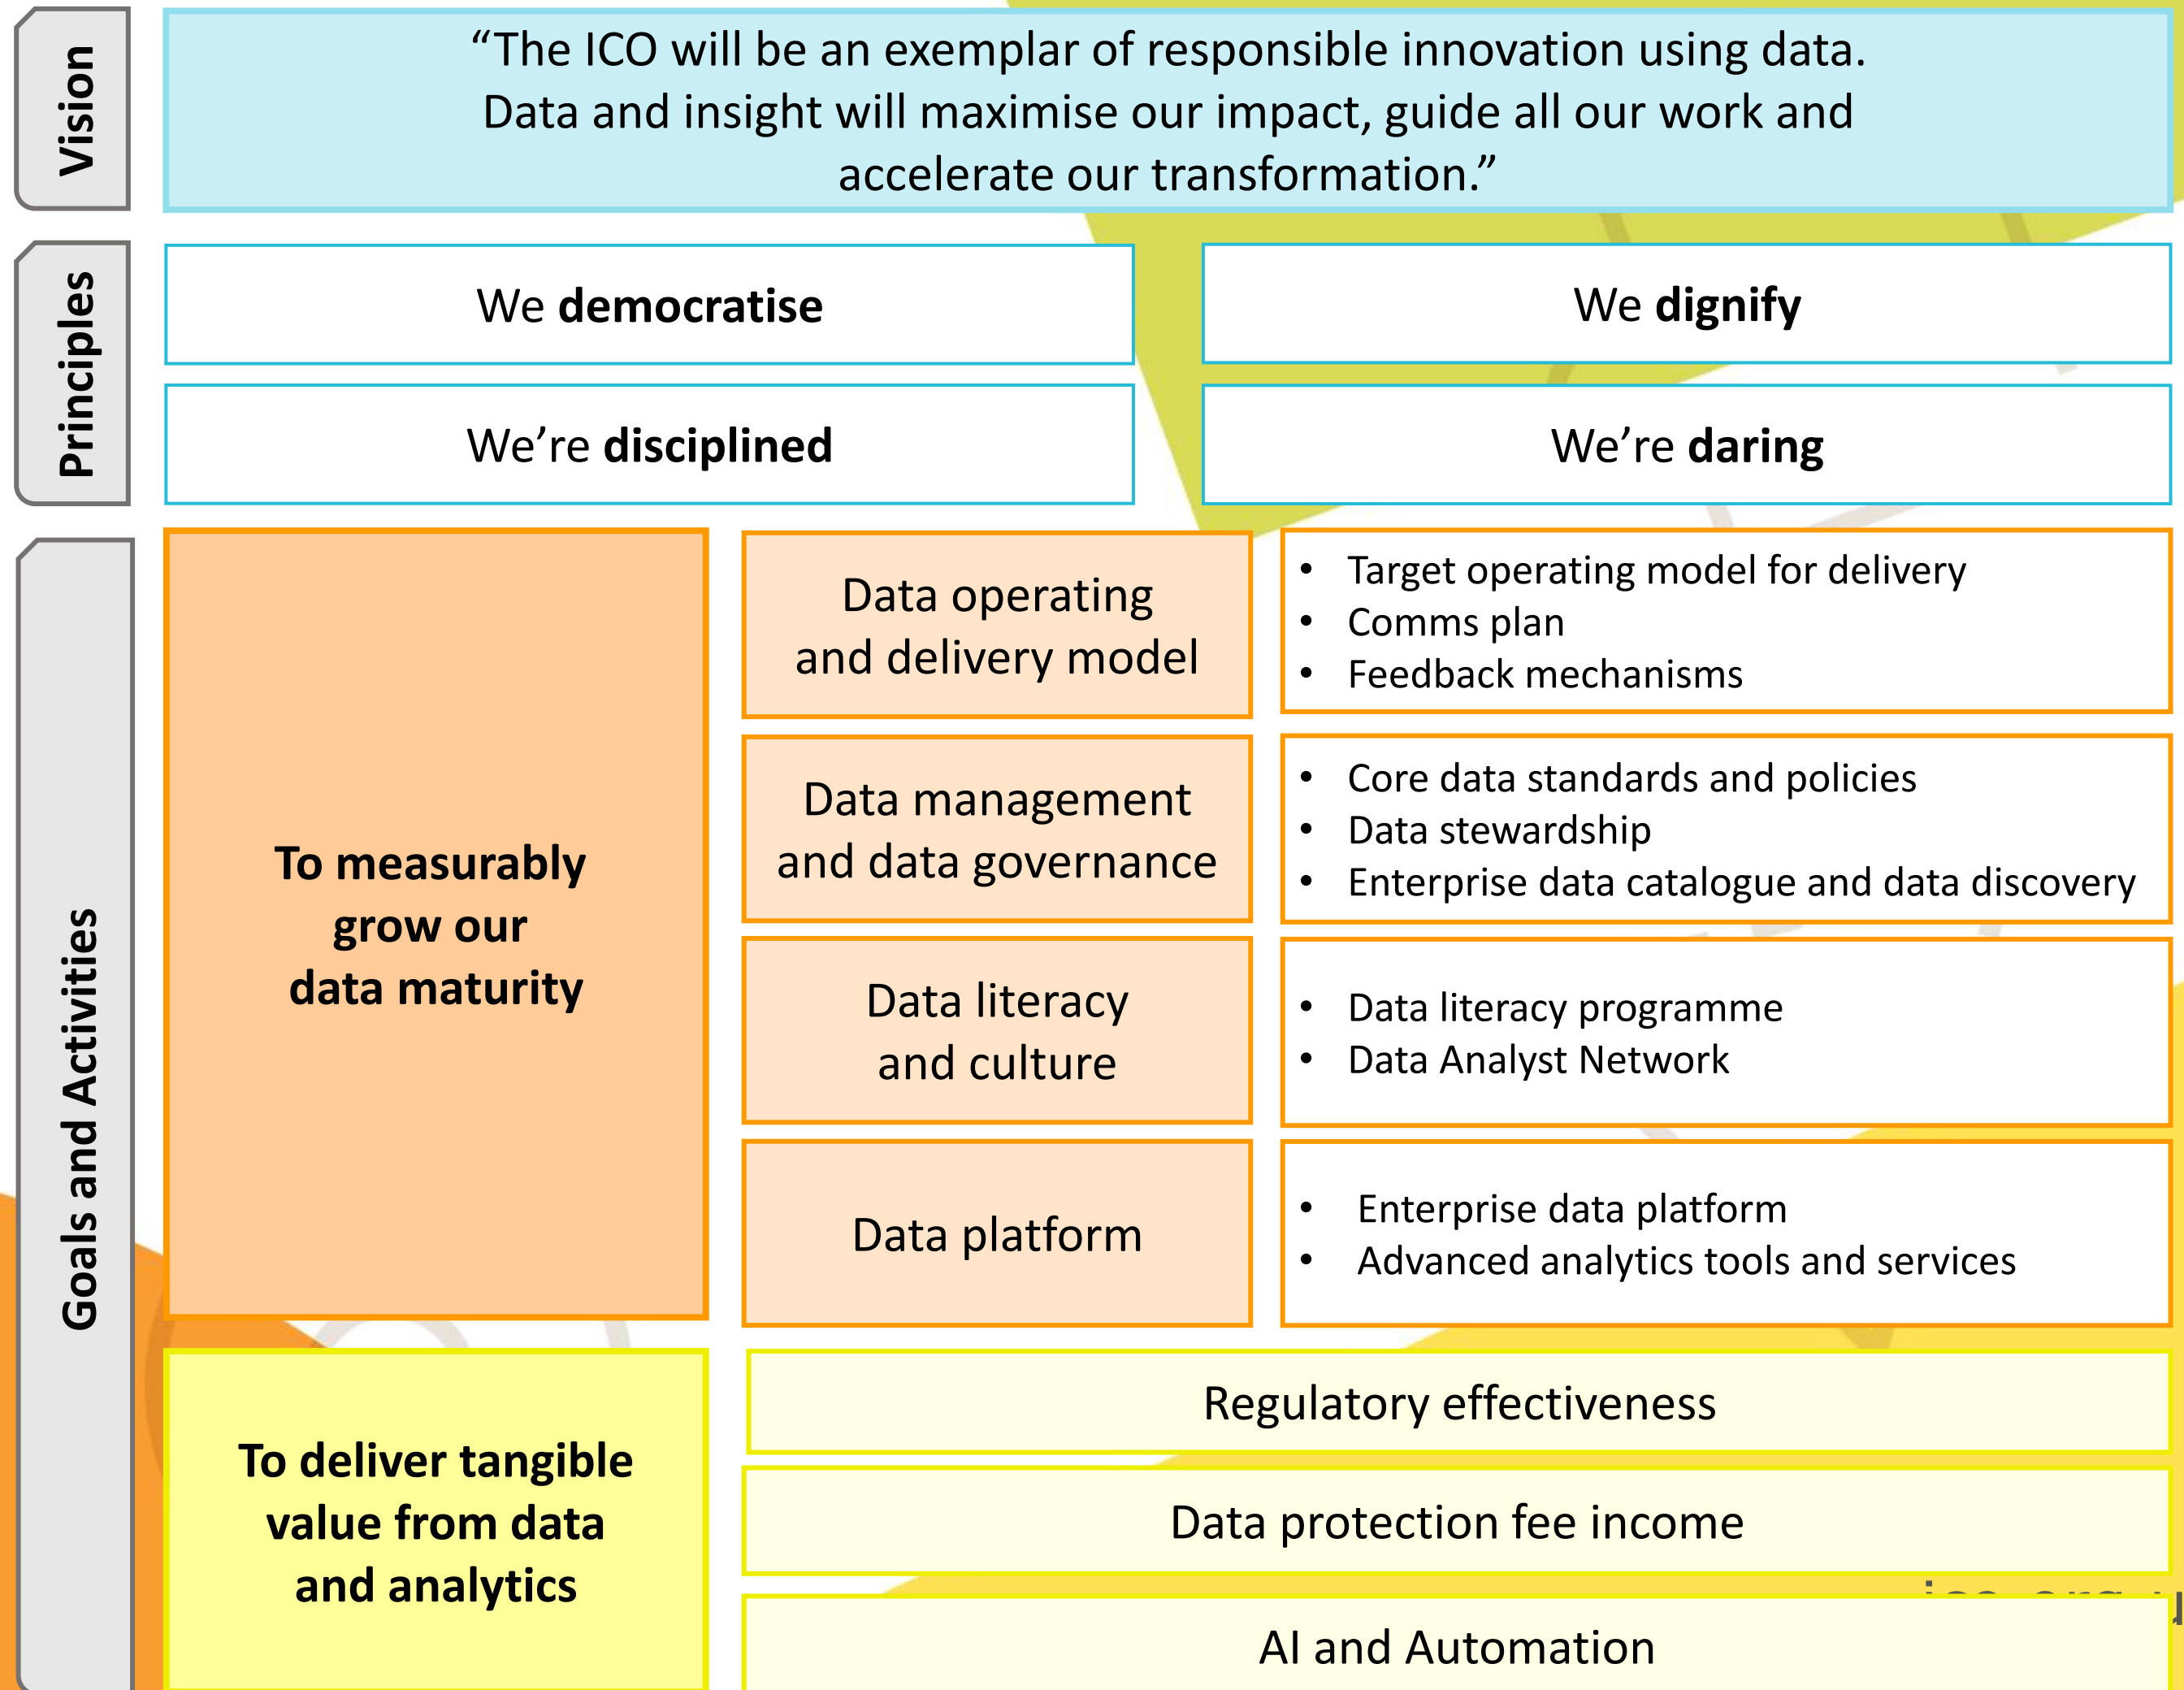 Vision
“The ICO will be an exemplar of responsible innovation using data.
Data and insight will maximise our impact, guide all our work and
accelerate our transformation.”
Principles
We democratise
We dignify
We’re disciplined
We’re daring
Goals and Activities
To measurably
grow our
data maturity
Data operating
and delivery model
• Target operating model for delivery
• Comms plan
• Feedback mechanisms
Data management
and data governance
• Core data standards and policies
• Data stewardship
• Enterprise data catalogue and data discovery
Data literacy
and culture
• Data literacy programme
• Data Analyst Network
Data platform
• Enterprise data platform
• Advanced analytics tools and services
To deliver tangible
value from data
and analytics
Regulatory effectiveness
Data protection fee income
AI and Automation